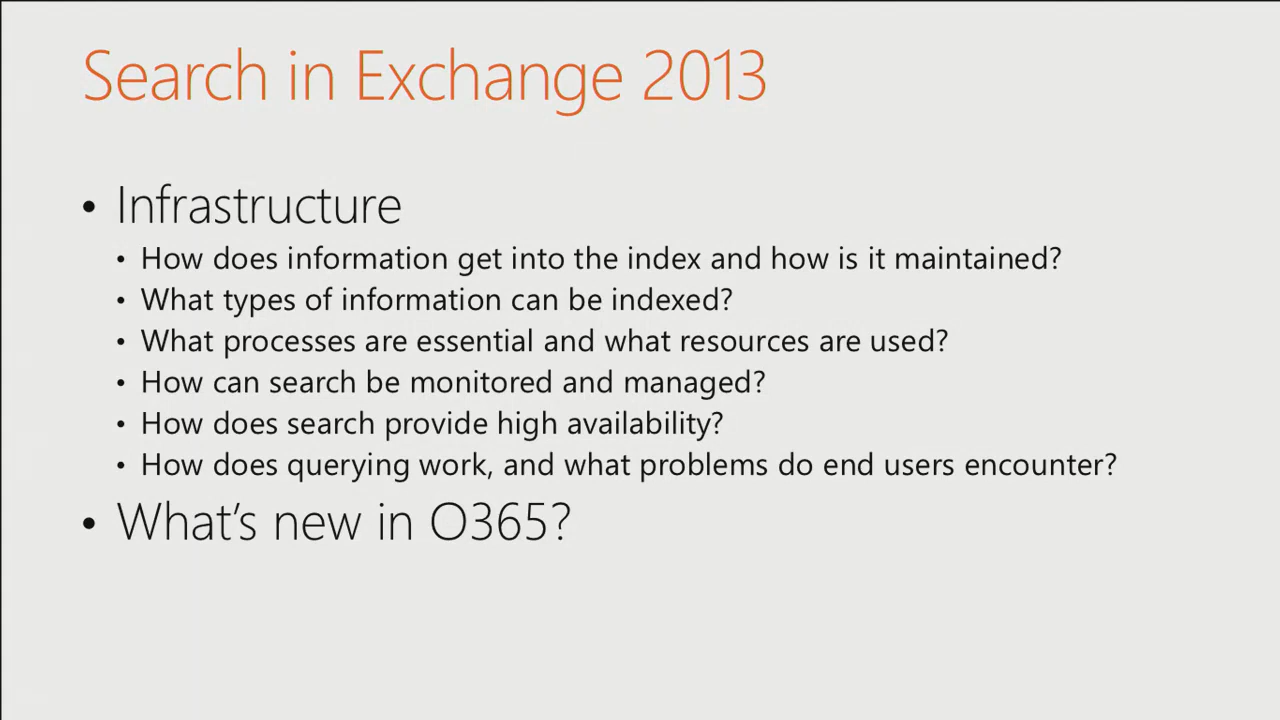 Search in Exchange 2013
• Infrastructure
• How does information get into the index and how is it maintained?
• What types of information can be indexed?
• What processes are essential and what resources are used?
• How can search be monitored and managed?
• How does search provide high availability?
• How does querying work, and what problems do end users encounter?
• What’s new in O365?